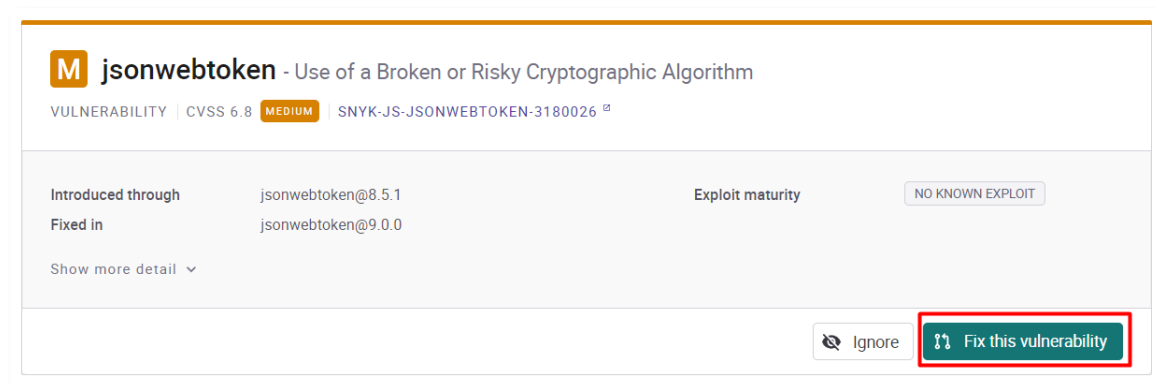 M jsonwebtoken - Use of a Broken or Risky Cryptographic Algorithm
VULNERABILITY | CVSS 6.8 MEDIUM | SNYK-JS-JSONWEBTOKEN-3180026
Introduced through jsonwebtoken@8.5.1 Exploit maturity NO KNOWN EXPLOIT
Fixed in jsonwebtoken@9.0.0
Show more detail
Ignore Fix this vulnerability